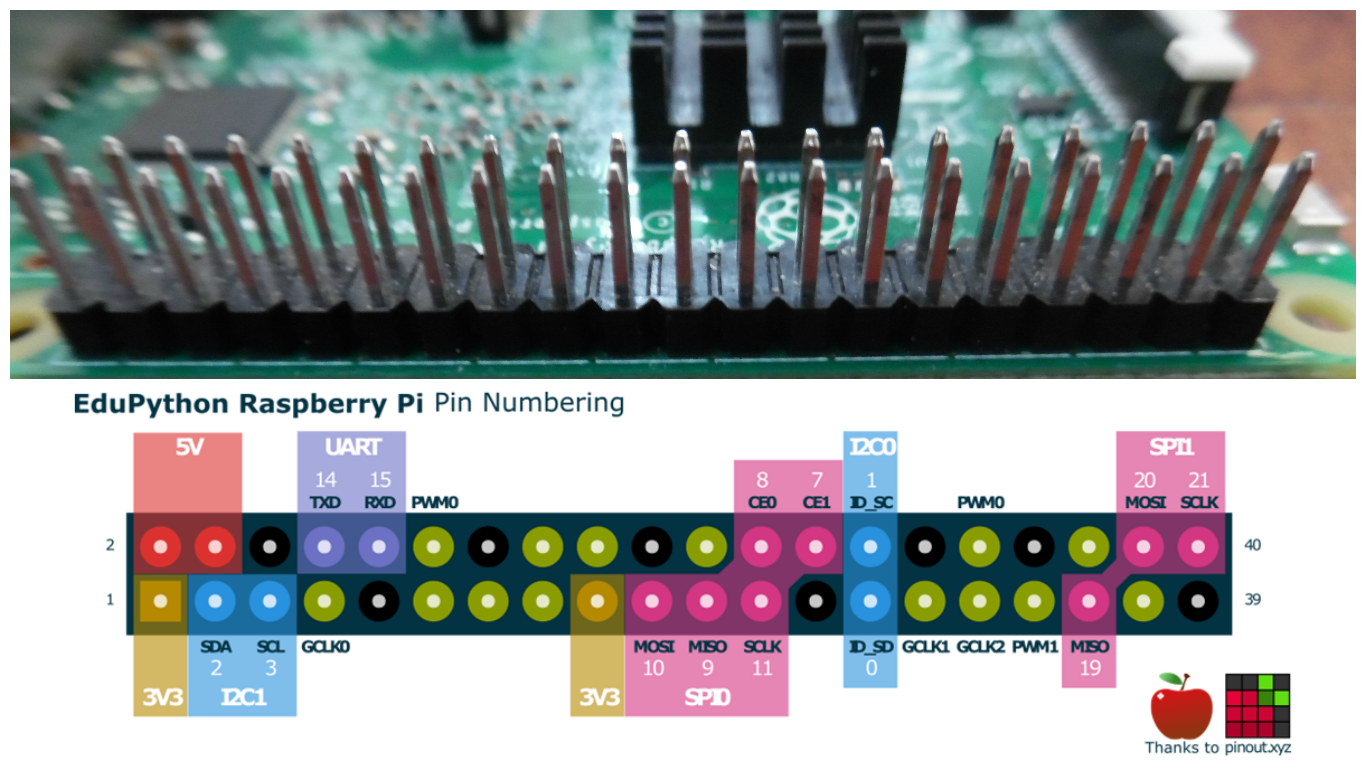 EduPython Raspberry Pi Pin Numbering
5V UART I2C0 SPI1
14 15 8 7 1 20 21
TXD RXD PWM0 CE0 CE1 ID_SC PWM0 MOSI SCLK
2 40
1 39
SDA SCL GCLK0 MOSI MISO SCLK ID_SD GCLK1 GCLK2 PWM1 MISO
2 3 10 9 11 0 19
3V3 I2C1 3V3 SPI0
Thanks to pinout.xyz